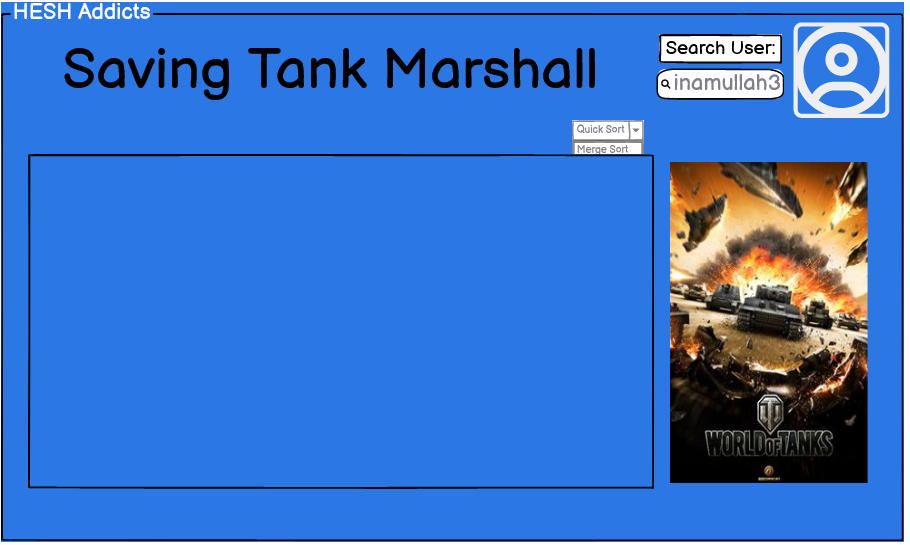 HESH Addicts
Saving Tank Marshall
Search User:
inamullah3
Quick Sort
Merge Sort
WORLD OF TANKS